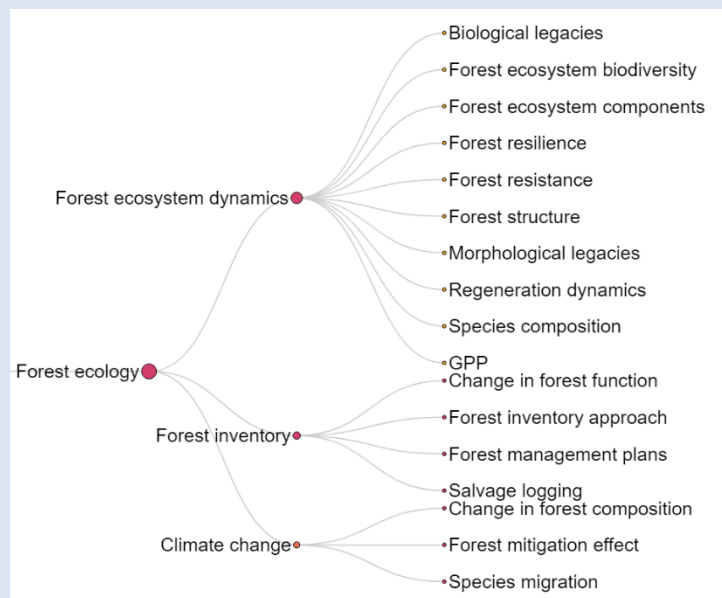 Biological legacies
Forest ecosystem biodiversity
Forest ecosystem components
Forest resilience
Forest ecosystem dynamics
Forest resistance
Forest structure
Morphological legacies
Regeneration dynamics
Species composition
GPP
Forest ecology
Change in forest function
Forest inventory approach
Forest inventory
Forest management plans
Salvage logging
Change in forest composition
Climate change
Forest mitigation effect
Species migration